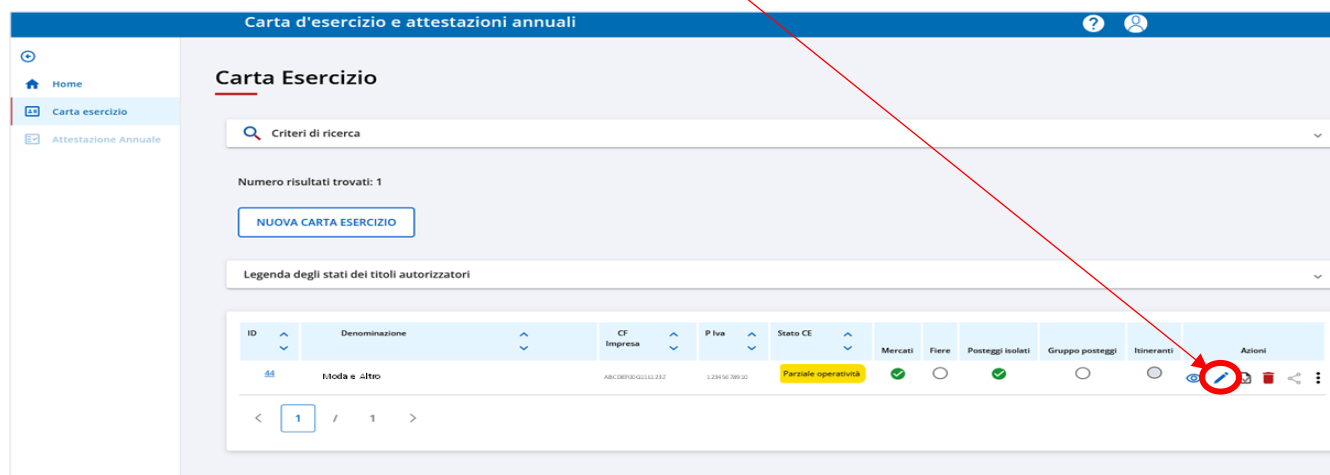 Carta d'esercizio e attestazioni annuali
?
Home
Carta esercizio
Attestazione Annuale
Carta Esercizio
Criteri di ricerca
Numero risultati trovati: 1
NUOVA CARTA ESERCIZIO
Legenda degli stati dei titoli autorizzatori
ID Denominazione CF Impresa P Iva Stato CE Mercati Fiere Posteggi isolati Gruppo posteggi Itineranti Azioni
44 Moda e Altro Parziale operatività
< 1 / 1 >